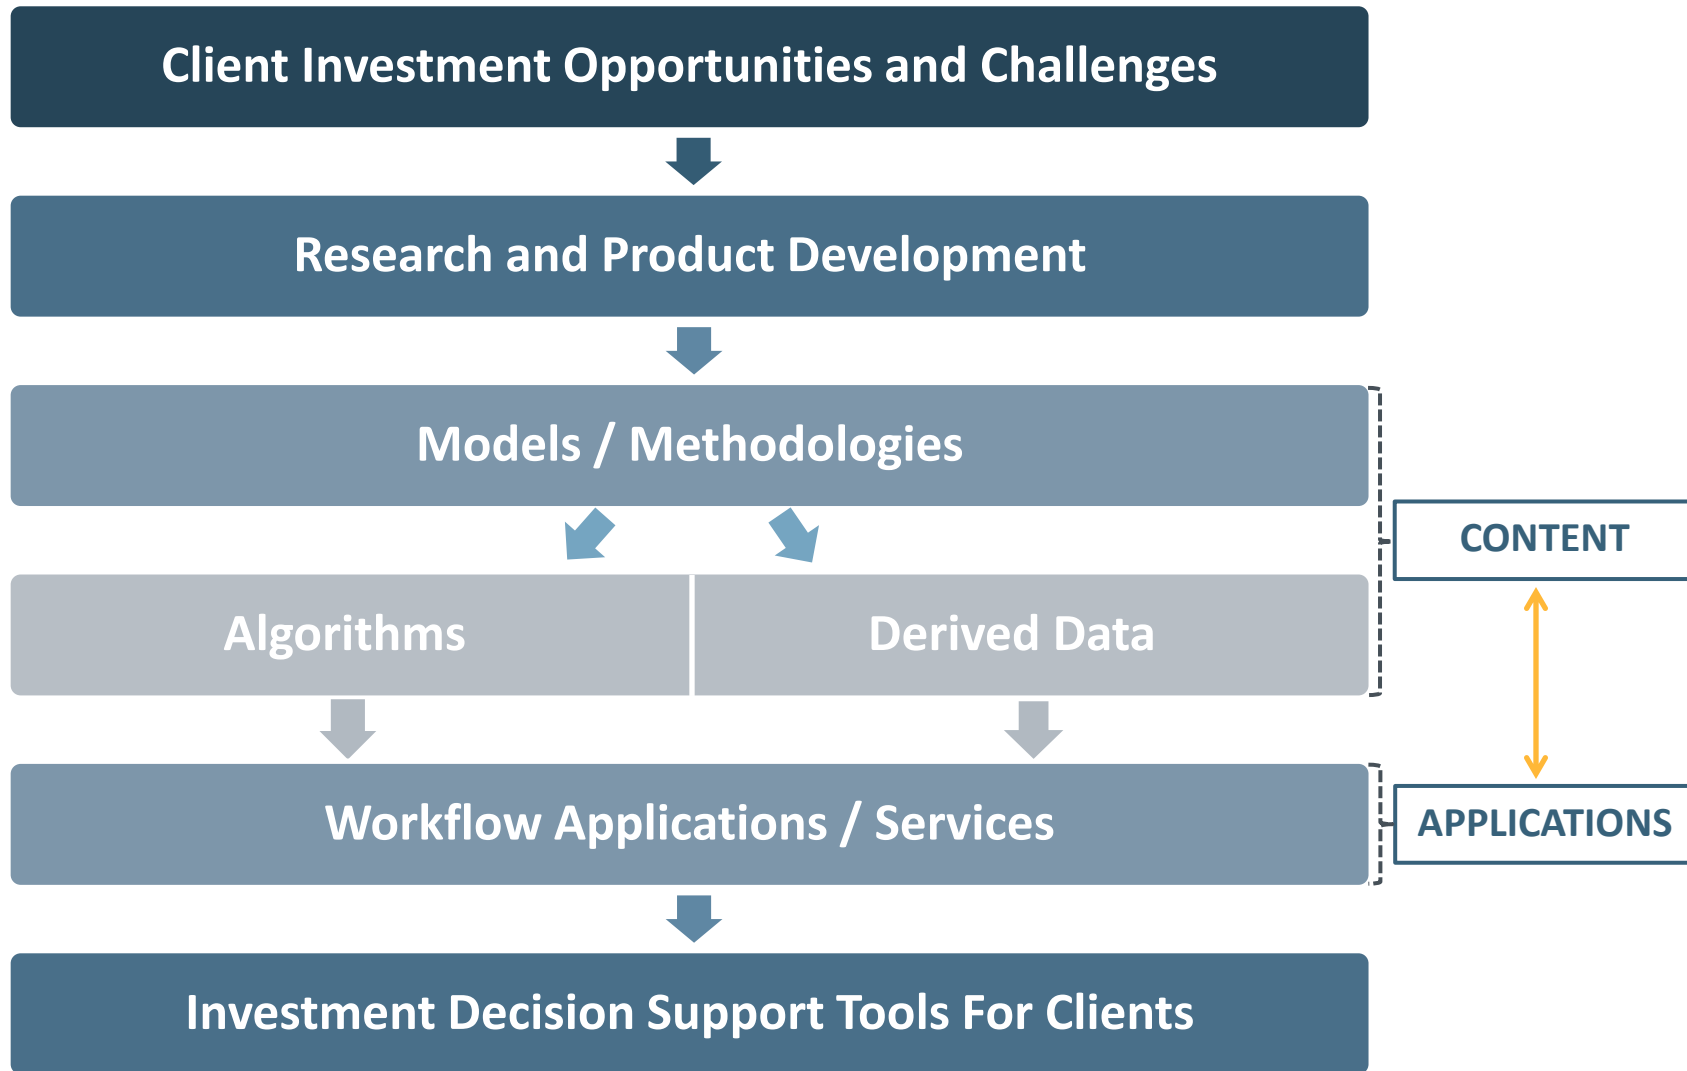 Client Investment Opportunities and Challenges
Research and Product Development
Models / Methodologies
CONTENT
Algorithms
Derived Data
Workflow Applications / Services
APPLICATIONS
Investment Decision Support Tools For Clients